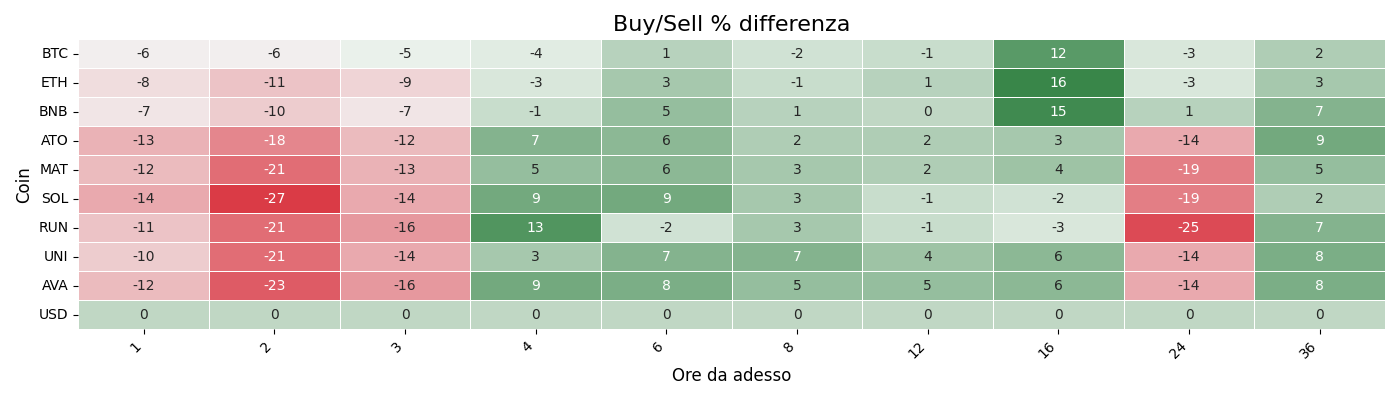 Buy/Sell % differenza
Coin
BTC -6 -6 -5 -4 1 -2 -1 12 -3 2
ETH -8 -11 -9 -3 3 -1 1 16 -3 3
BNB -7 -10 -7 -1 5 1 0 15 1 7
ATO -13 -18 -12 7 6 2 2 3 -14 9
MAT -12 -21 -13 5 6 3 2 4 -19 5
SOL -14 -27 -14 9 9 3 -1 -2 -19 2
RUN -11 -21 -16 13 -2 3 -1 -3 -25 7
UNI -10 -21 -14 3 7 7 4 6 -14 8
AVA -12 -23 -16 9 8 5 5 6 -14 8
USD 0 0 0 0 0 0 0 0 0 0
1 2 3 4 6 8 12 16 24 36
Ore da adesso